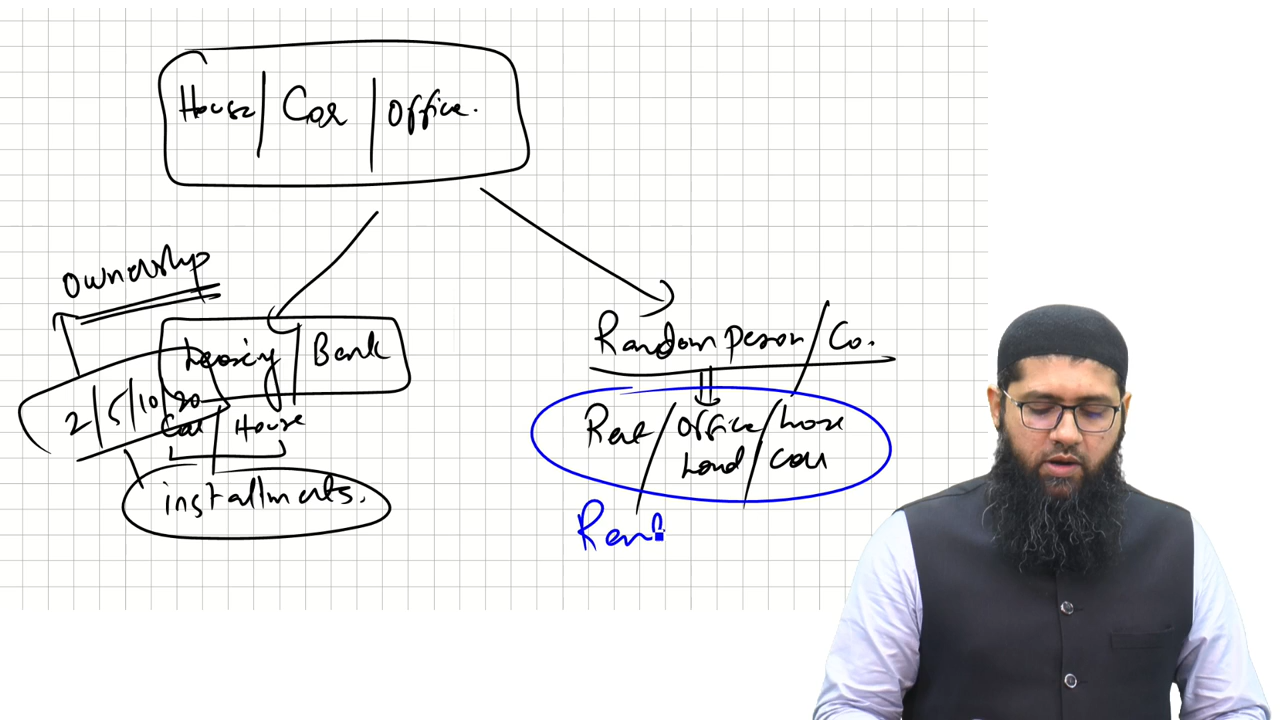 House | Car | Office.
ownership
Leasing | Bank
2 | 5 | 10 | 20
Car | House
installments.
Random person / Co.
Rent / Office / House
Land / Car
Ren